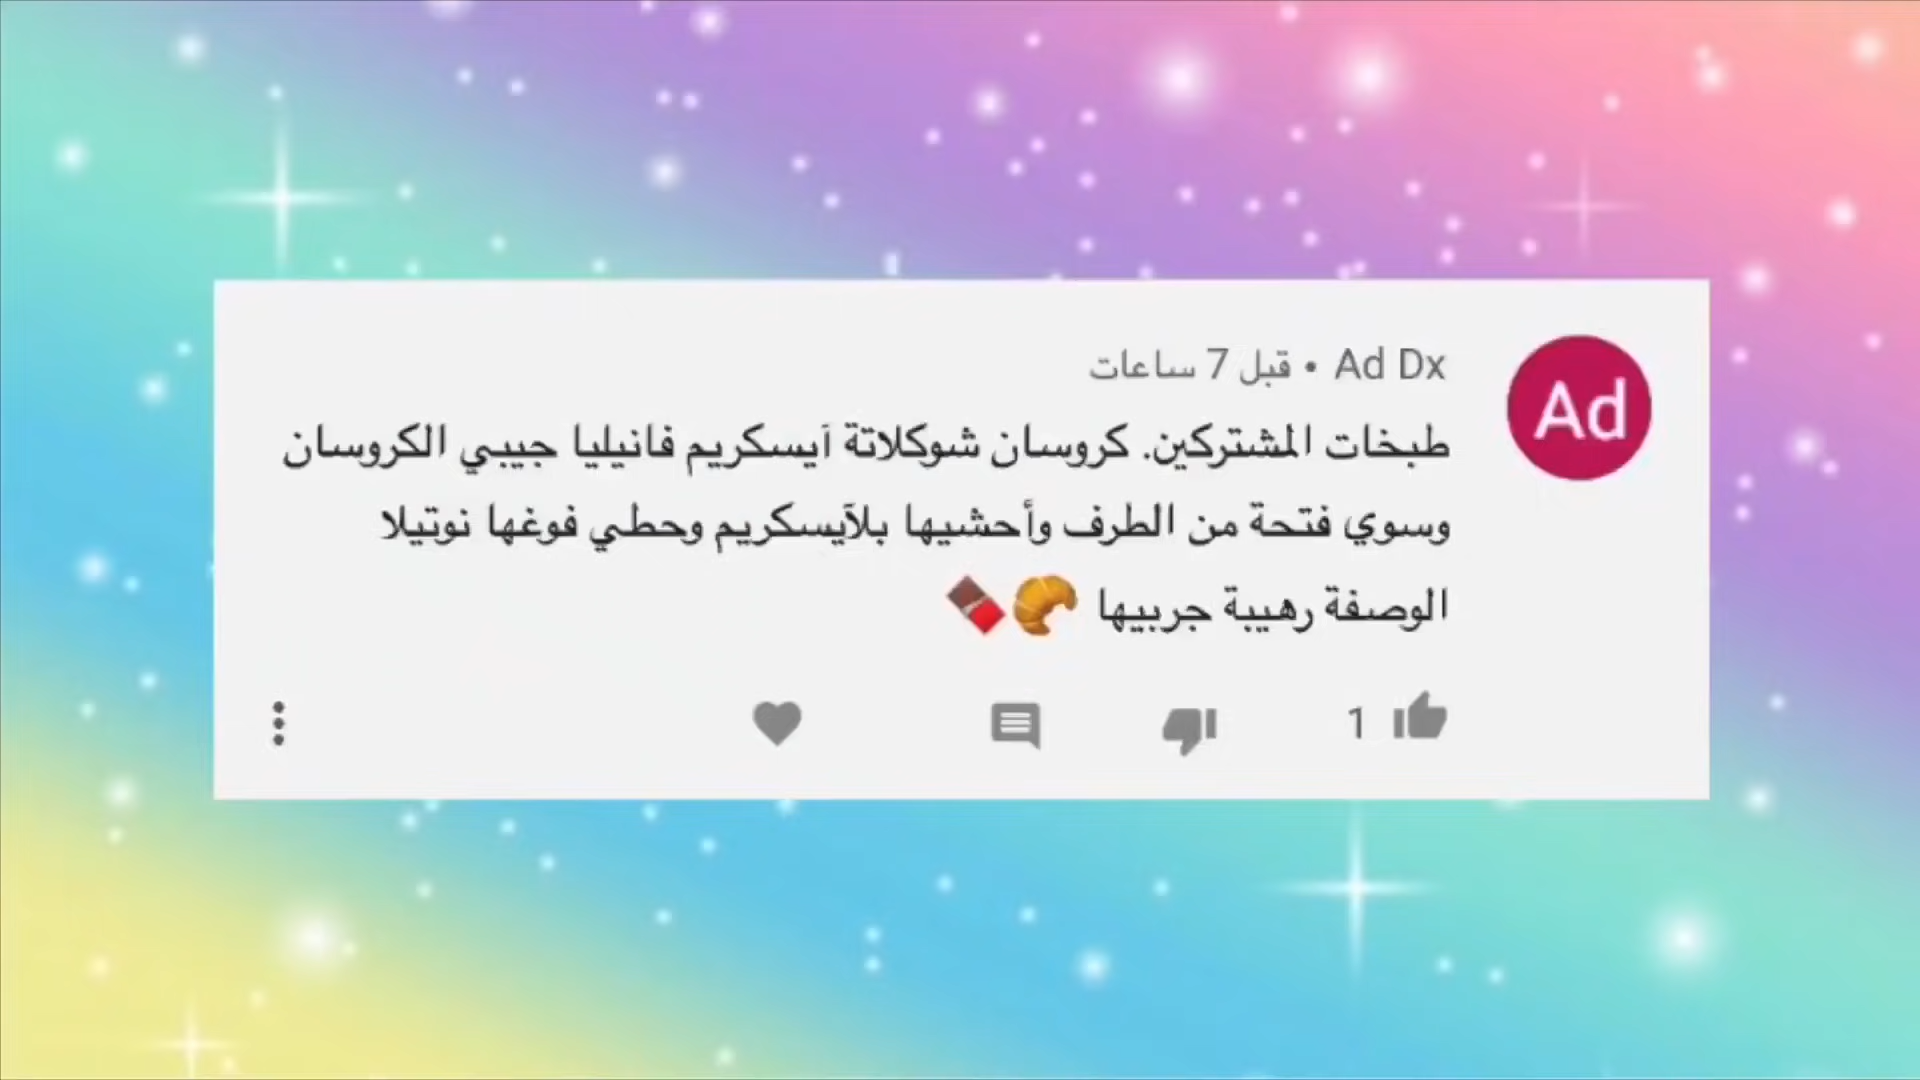 Ad
Ad Dx • قبل 7 ساعات
طبخات المشتركين. كروسان شوكلاتة آيسكريم فانيليا جيبي الكروسان
وسوي فتحة من الطرف وأحشيها بلآيسكريم وحطي فوغها نوتيلا
الوصفة رهيبة جربيها 🥐🍫
1